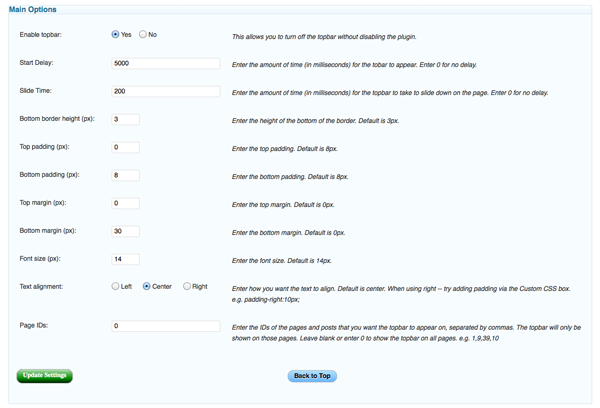 Main Options
Enable topbar: Yes No This allows you to turn off the topbar without disabling the plugin.
Start Delay: 5000 Enter the amount of time (in milliseconds) for the tobar to appear. Enter 0 for no delay.
Slide Time: 200 Enter the amount of time (in milliseconds) for the topbar to take to slide down on the page. Enter 0 for no delay.
Bottom border height (px): 3 Enter the height of the bottom of the border. Default is 3px.
Top padding (px): 0 Enter the top padding. Default is 8px.
Bottom padding (px): 8 Enter the bottom padding. Default is 8px.
Top margin (px): 0 Enter the top margin. Default is 0px.
Bottom margin (px): 30 Enter the bottom margin. Default is 0px.
Font size (px): 14 Enter the font size. Default is 14px.
Text alignment: Left Center Right Enter how you want the text to align. Default is center. When using right -- try adding padding via the Custom CSS box.
e.g. padding-right:10px;
Page IDs: 0 Enter the IDs of the pages and posts that you want the topbar to appear on, separated by commas. The topbar will only be
shown on those pages. Leave blank or enter 0 to show the topbar on all pages. e.g. 1,9,39,10
Update Settings Back to Top